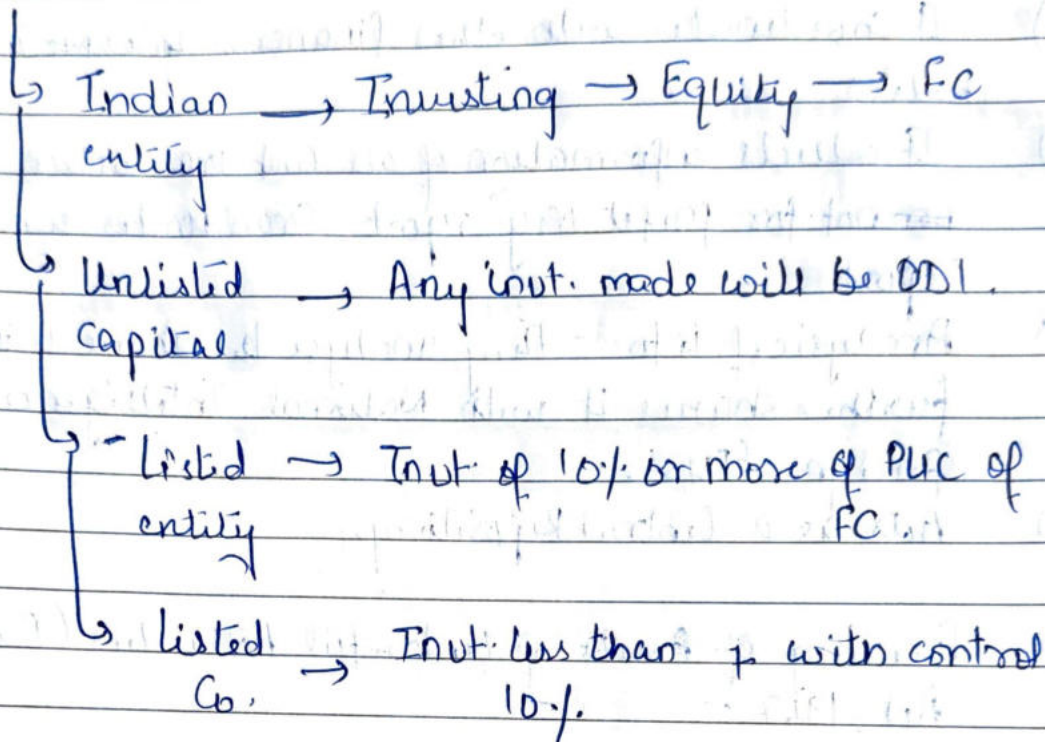 ↳ Indian → Investing → Equity → FC
entity
↳ Unlisted → Any invt. made will be ODI.
capital
↳ - Listed → Invt. of 10% or more of PUC of
entity FC.
↳ Listed → Invt. less than + with control
Co. 10%.